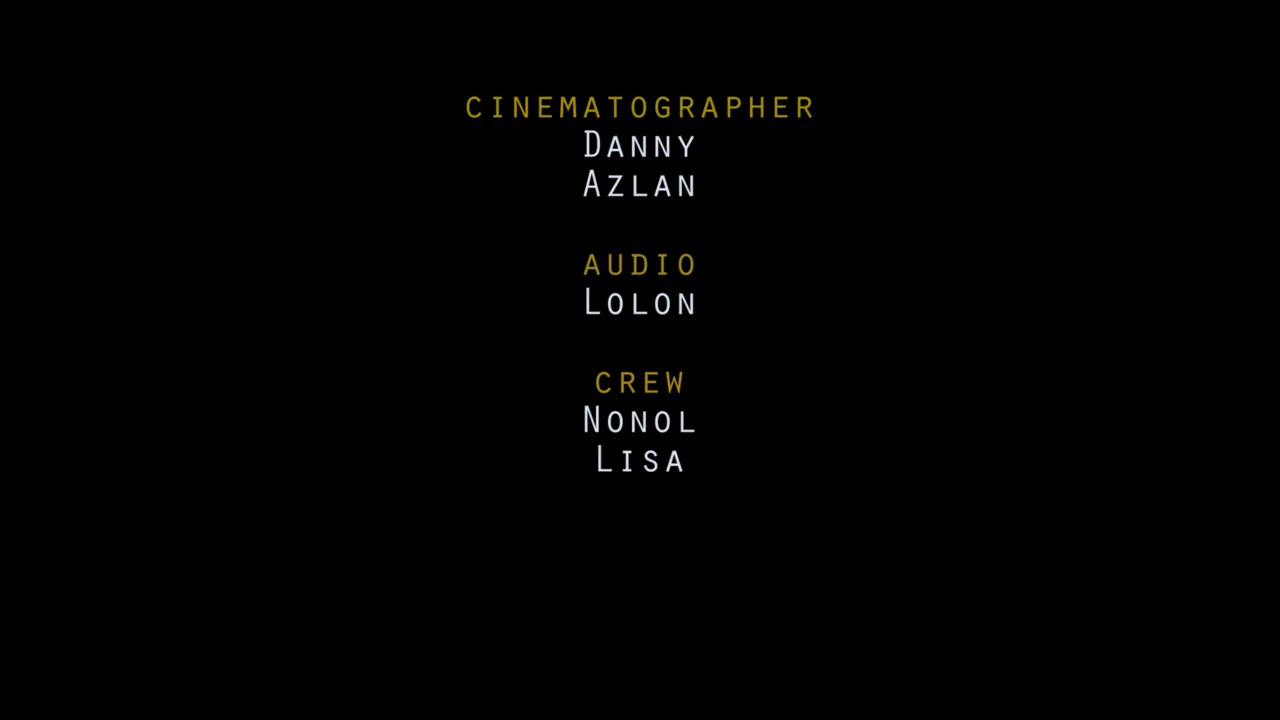 CINEMATOGRAPHER
DANNY
AZLAN
AUDIO
LOLON
CREW
NONOL
LISA